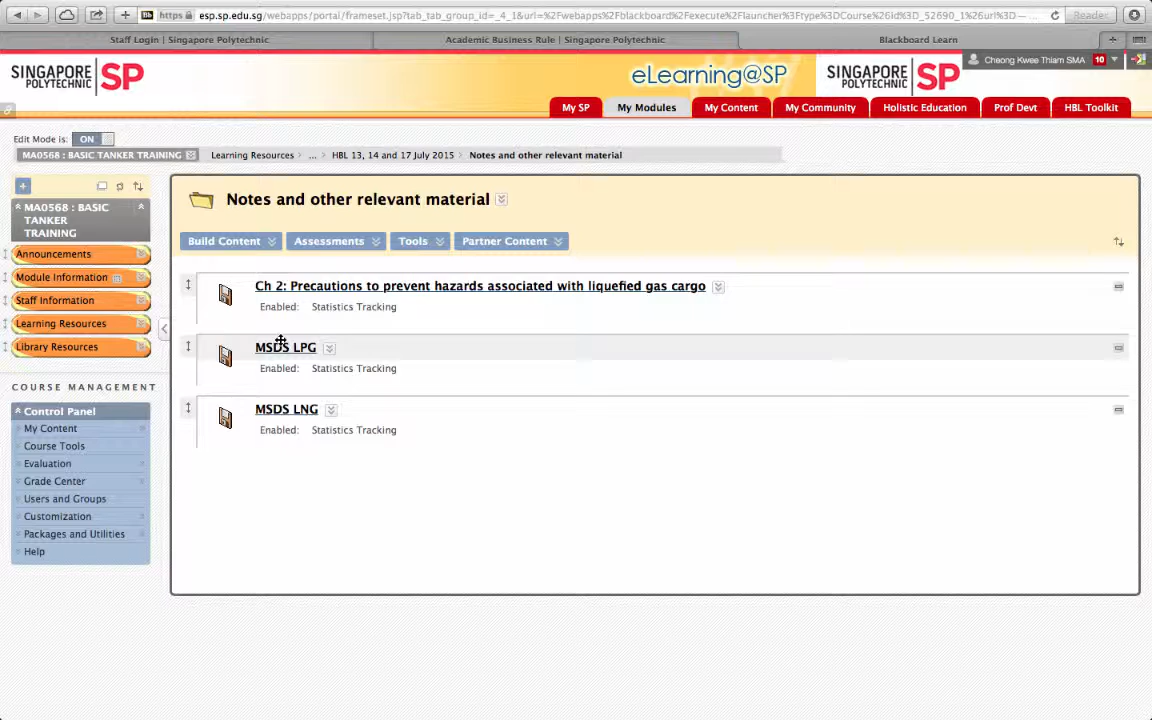 esp.sp.edu.sg/webapps/portal/frameset.jsp?tab_tab_group_id=_4_1&url=%2Fwebapps%2Fblackboard%2Fexecute%2Flauncher%3Ftype%3DCourse%26id%3D_52690_1%26url%3D—
https
Reader
Staff Login | Singapore Polytechnic
Academic Business Rule | Singapore Polytechnic
Blackboard Learn
Cheong Kwee Thiam SMA 10
SINGAPORE POLYTECHNIC SP
eLearning@SP
SINGAPORE POLYTECHNIC SP
My SP
My Modules
My Content
My Community
Holistic Education
Prof Devt
HBL Toolkit
Edit Mode is: ON
MA0568 : BASIC TANKER TRAINING
Learning Resources
...
HBL 13, 14 and 17 July 2015
Notes and other relevant material
MA0568 : BASIC
TANKER
TRAINING
Announcements
Module Information
Staff Information
Learning Resources
Library Resources
COURSE MANAGEMENT
Control Panel
My Content
Course Tools
Evaluation
Grade Center
Users and Groups
Customization
Packages and Utilities
Help
Notes and other relevant material
Build Content
Assessments
Tools
Partner Content
Ch 2: Precautions to prevent hazards associated with liquefied gas cargo
Enabled: Statistics Tracking
MSDS LPG
Enabled: Statistics Tracking
MSDS LNG
Enabled: Statistics Tracking